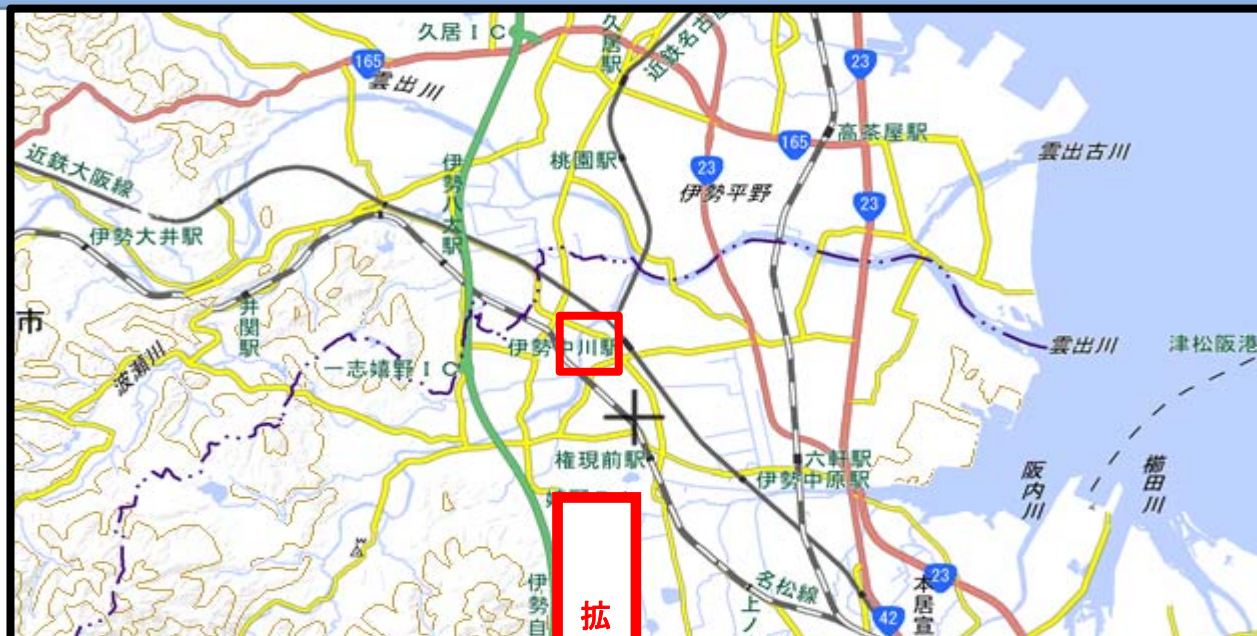 久居IC
久居駅
近鉄名古屋
23
165
雲出川
高茶屋駅
165
桃園駅
23
雲出古川
近鉄大阪線
伊勢八太駅
伊勢平野
23
伊勢大井駅
井関駅
市
伊勢中川駅
雲出川
津松阪港
波瀬川
一志嬉野IC
権現前駅
六軒駅
伊勢中原駅
阪内川
櫛田川
伊勢自
拡
名松線
上ノ
23
本居宣
42